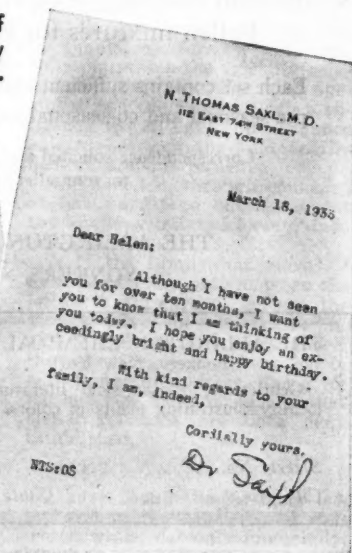 N. THOMAS SAXL, M.D.
112 EAST 74TH STREET
NEW YORK
March 18, 1935
Dear Helen:
Although I have not seen
you for over ten months, I want
you to know that I am thinking of
you today. I hope you enjoy an ex-
ceedingly bright and happy birthday.
With kind regards to your
family, I am, indeed,
Cordially yours,
Dr Saxl
NTS:OS